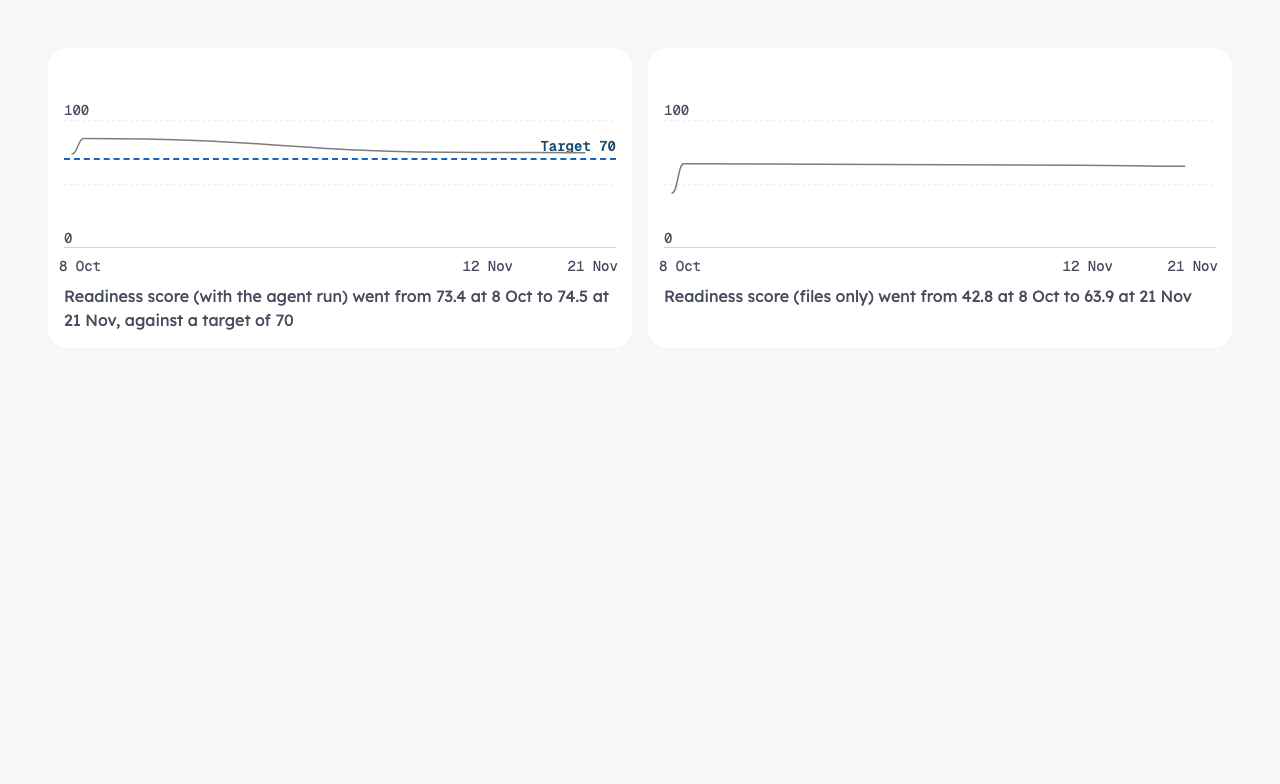 100
Target 70
0
8 Oct 12 Nov 21 Nov
Readiness score (with the agent run) went from 73.4 at 8 Oct to 74.5 at
21 Nov, against a target of 70
100
0
8 Oct 12 Nov 21 Nov
Readiness score (files only) went from 42.8 at 8 Oct to 63.9 at 21 Nov